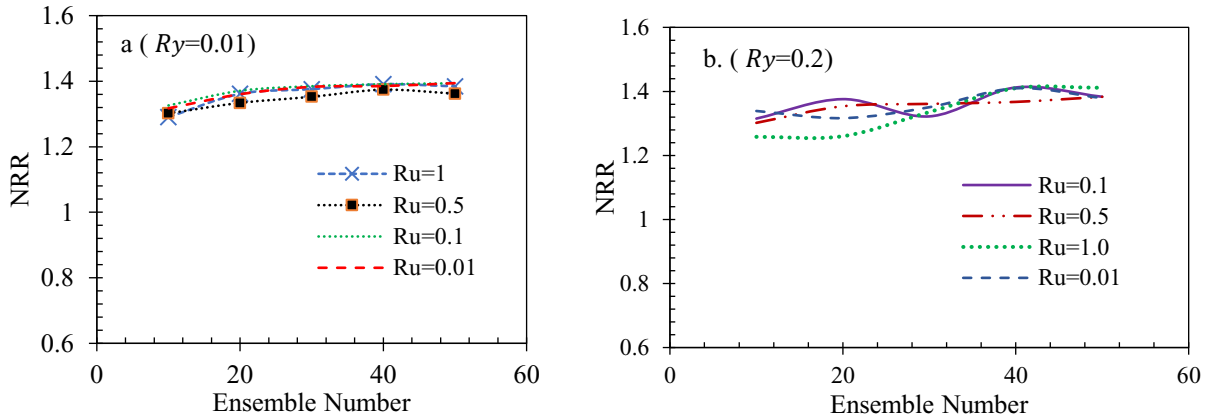 a ( Ry=0.01)
1.6
1.4
1.2
1
0.8
0.6
NRR
0
20
40
60
Ensemble Number
Ru=1
Ru=0.5
Ru=0.1
Ru=0.01
b. ( Ry=0.2)
1.6
1.4
1.2
1
0.8
0.6
NRR
0
20
40
60
Ensemble Number
Ru=0.1
Ru=0.5
Ru=1.0
Ru=0.01